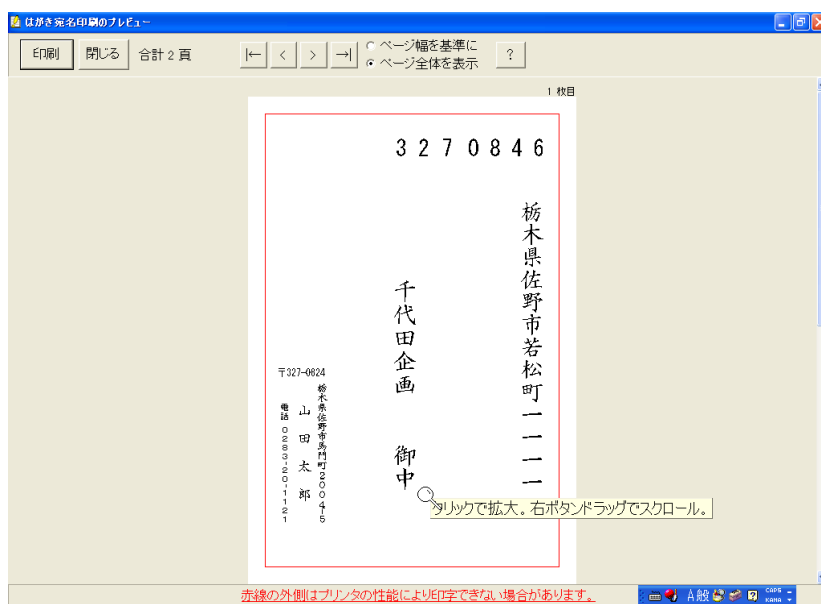 はがき宛名印刷のプレビュー
印刷 閉じる 合計 2 頁 |← < > →| ページ幅を基準に ?
ページ全体を表示
1 枚目
3270846
栃木県佐野市若松町一一一一
千代田企画 御中
〒327-0824
栃木県佐野市馬門町2004-5
山田太郎
電話 0283-20-1121
クリックで拡大。右ボタンドラッグでスクロール。
赤線の外側はプリンタの性能により印字できない場合があります。
A 般 CAPS
KANA